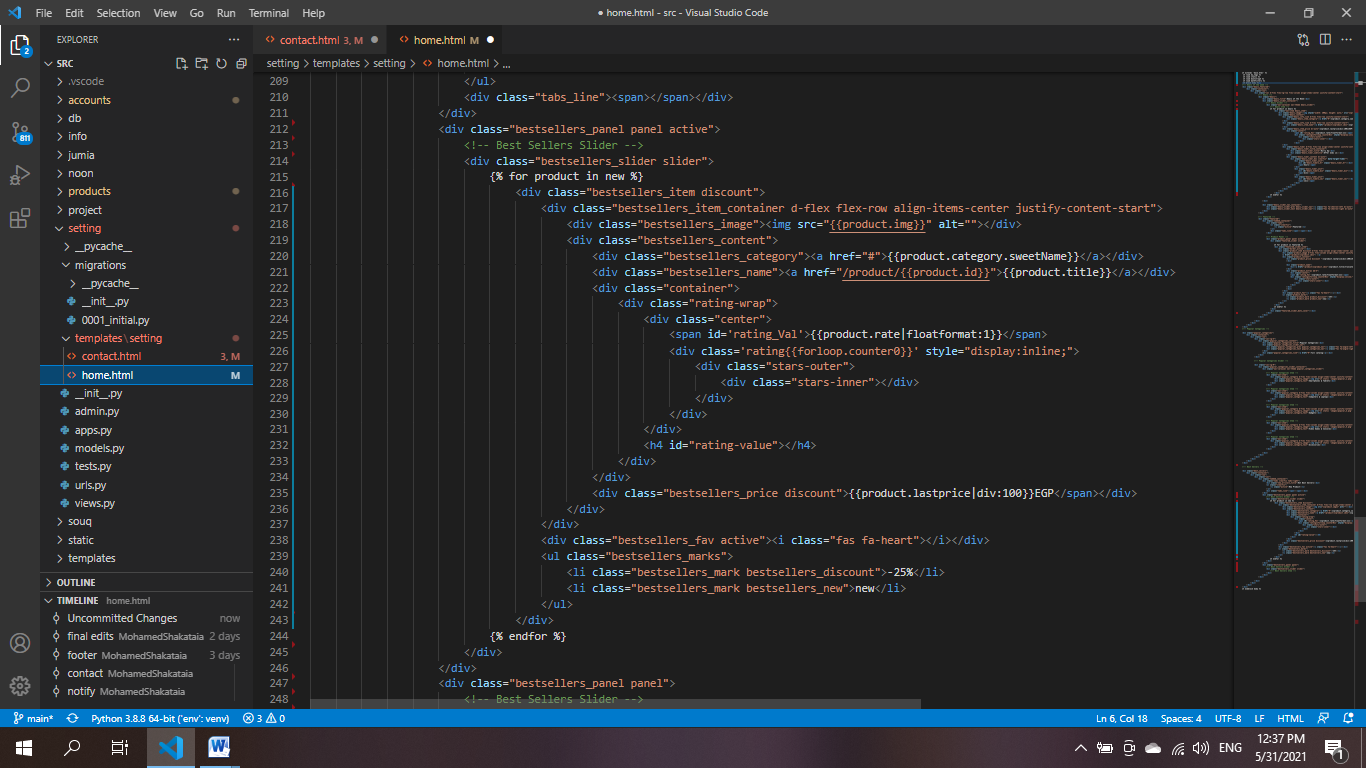 File Edit Selection View Go Run Terminal Help ● home.html - src - Visual Studio Code
EXPLORER ···
contact.html 3, M ●
home.html M ●
SRC
setting > templates > setting > home.html > ...
.vscode
accounts
db
info
jumia
noon
products
project
setting
__pycache__
migrations
__pycache__
__init__.py
0001_initial.py
templates\setting
contact.html 3, M
home.html M
__init__.py
admin.py
apps.py
models.py
tests.py
urls.py
views.py
souq
static
templates
OUTLINE
TIMELINE home.html
Uncommitted Changes now
final edits MohamedShakataia 2 days
footer MohamedShakataia 3 days
contact MohamedShakataia
notify MohamedShakataia
2
811
209 </ul>
210 <div class="tabs_line"><span></span></div>
211 </div>
212 <div class="bestsellers_panel panel active">
213 <!-- Best Sellers Slider -->
214 <div class="bestsellers_slider slider">
215 {% for product in new %}
216 <div class="bestsellers_item discount">
217 <div class="bestsellers_item_container d-flex flex-row align-items-center justify-content-start">
218 <div class="bestsellers_image"><img src="{{product.img}}" alt=""></div>
219 <div class="bestsellers_content">
220 <div class="bestsellers_category"><a href="#">{{product.category.sweetName}}</a></div>
221 <div class="bestsellers_name"><a href="/product/{{product.id}}">{{product.title}}</a></div>
222 <div class="container">
223 <div class="rating-wrap">
224 <div class="center">
225 <span id='rating_Val'>{{product.rate|floatformat:1}}</span>
226 <div class='rating{{forloop.counter0}}' style="display:inline;">
227 <div class="stars-outer">
228 <div class="stars-inner"></div>
229 </div>
230 </div>
231 </div>
232 <h4 id="rating-value"></h4>
233 </div>
234 </div>
235 <div class="bestsellers_price discount">{{product.lastprice|div:100}}EGP</span></div>
236 </div>
237 </div>
238 <div class="bestsellers_fav active"><i class="fas fa-heart"></i></div>
239 <ul class="bestsellers_marks">
240 <li class="bestsellers_mark bestsellers_discount">-25%</li>
241 <li class="bestsellers_mark bestsellers_new">new</li>
242 </ul>
243 </div>
244 {% endfor %}
245 </div>
246 </div>
247 <div class="bestsellers_panel panel">
248 <!-- Best Sellers Slider -->
main* Python 3.8.8 64-bit ('env': venv) 3 0 Ln 6, Col 18 Spaces: 4 UTF-8 LF HTML
ENG
12:37 PM
5/31/2021
1